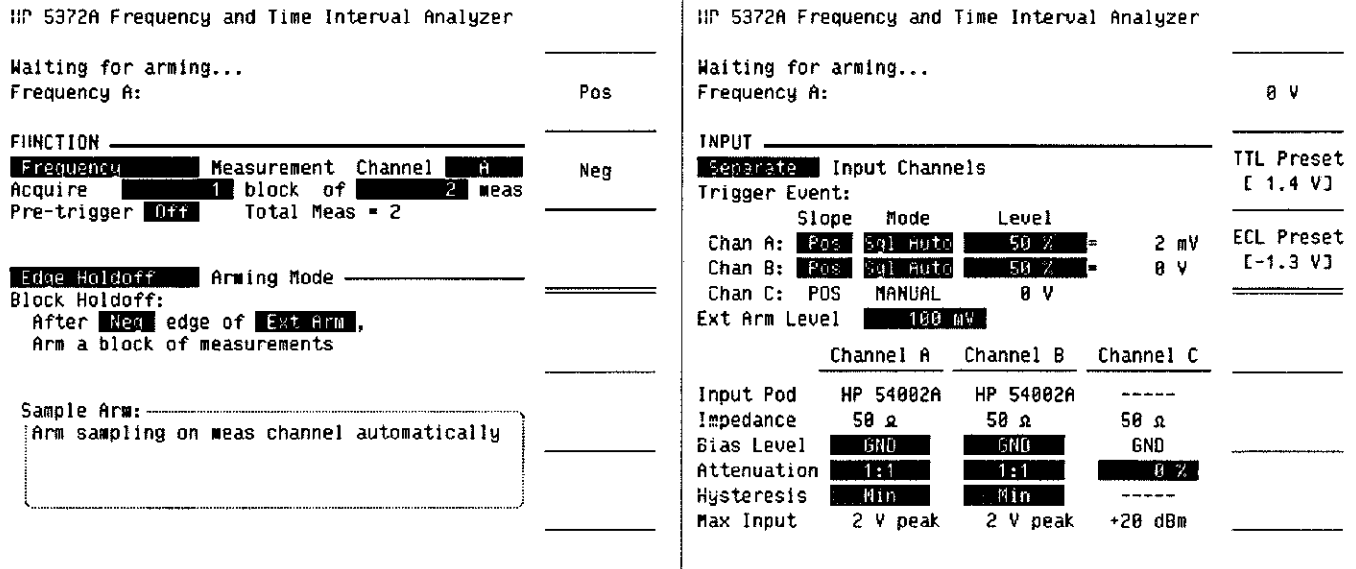 HP 5372A Frequency and Time Interval Analyzer
Waiting for arming...
Frequency A:
Pos
FUNCTION
Frequency Measurement Channel A
Neg
Acquire 1 block of 2 meas
Pre-trigger Off Total Meas = 2
Edge Holdoff Arming Mode
Block Holdoff:
After Neg edge of Ext Arm,
Arm a block of measurements
Sample Arm:
Arm sampling on meas channel automatically
HP 5372A Frequency and Time Interval Analyzer
Waiting for arming...
Frequency A:
0 V
INPUT
Separate Input Channels
TTL Preset
[ 1.4 V]
Trigger Event:
Slope Mode Level
Chan A: Pos Sgl Auto 50 % = 2 mV
Chan B: Pos Sgl Auto 50 % = 0 V
Chan C: POS MANUAL 0 V
ECL Preset
[-1.3 V]
Ext Arm Level 100 mV
Channel A Channel B Channel C
Input Pod HP 54002A HP 54002A -----
Impedance 50 Ω 50 Ω 50 Ω
Bias Level GND GND GND
Attenuation 1:1 1:1 0 %
Hysteresis Min Min -----
Max Input 2 V peak 2 V peak +20 dBm